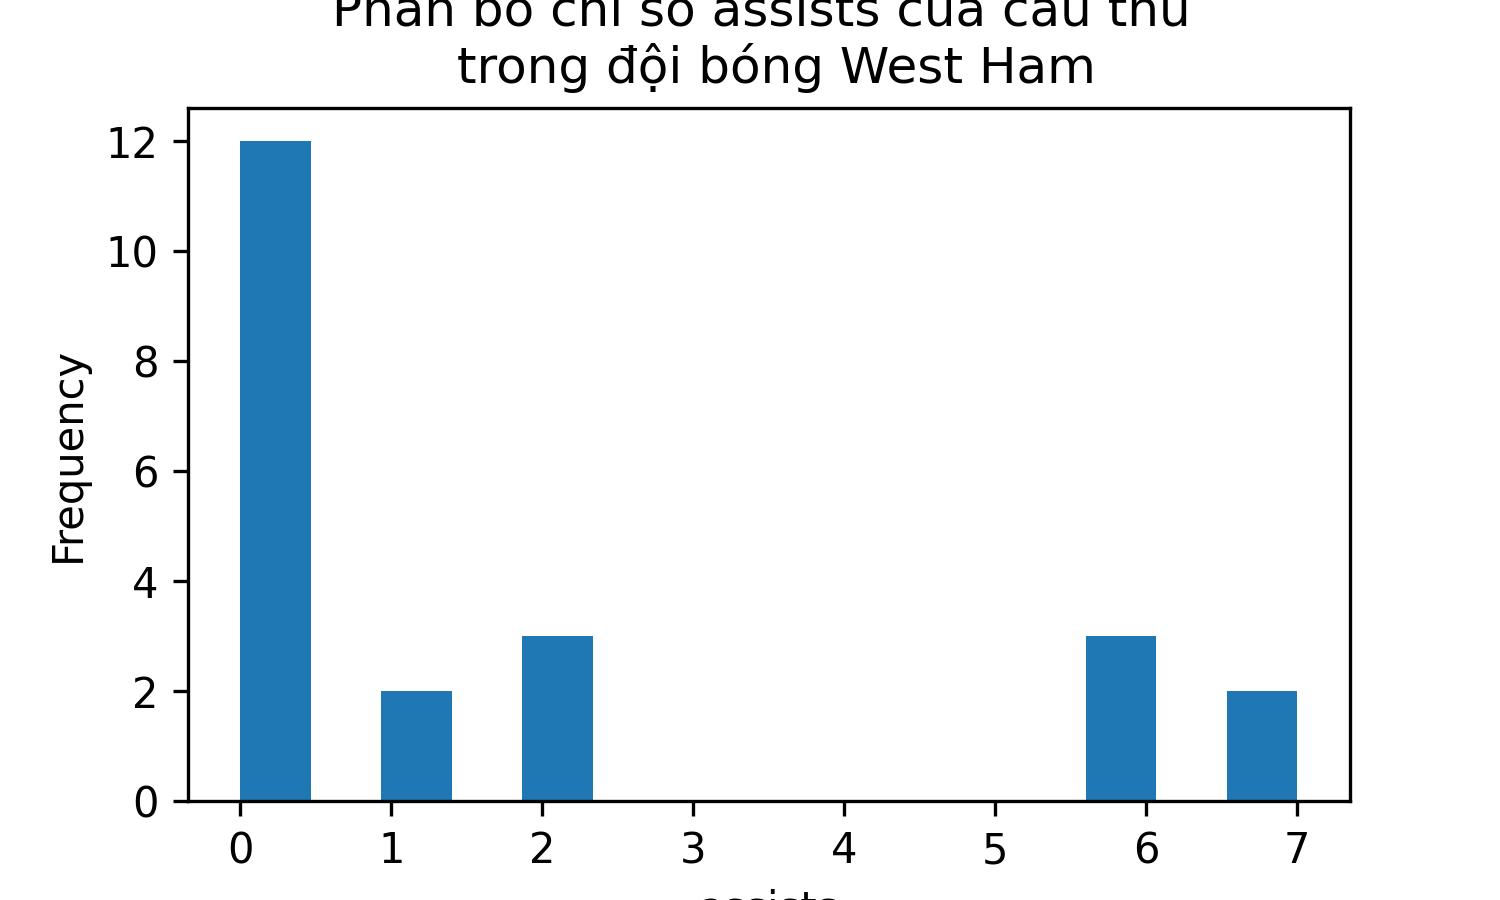 Phân bố chỉ số assists của cầu thủ
trong đội bóng West Ham
12
10
8
6
4
2
0
Frequency
0 1 2 3 4 5 6 7
assists